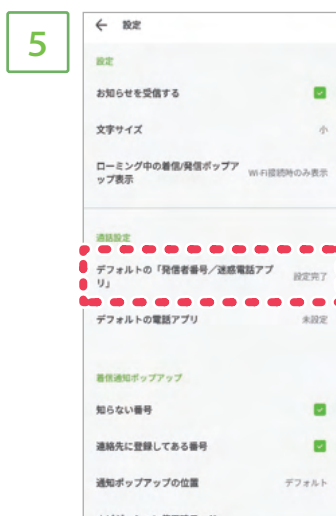 5
← 設定
設定
お知らせを受信する
文字サイズ 小
ローミング中の着信/発信ポップア
ップ表示 Wi-Fi接続時のみ表示
通話設定
デフォルトの「発信者番号／迷惑電話アプ
リ」 設定完了
デフォルトの電話アプリ 未設定
着信通知ポップアップ
知らない番号
連絡先に登録してある番号
通知ポップアップの位置 デフォルト